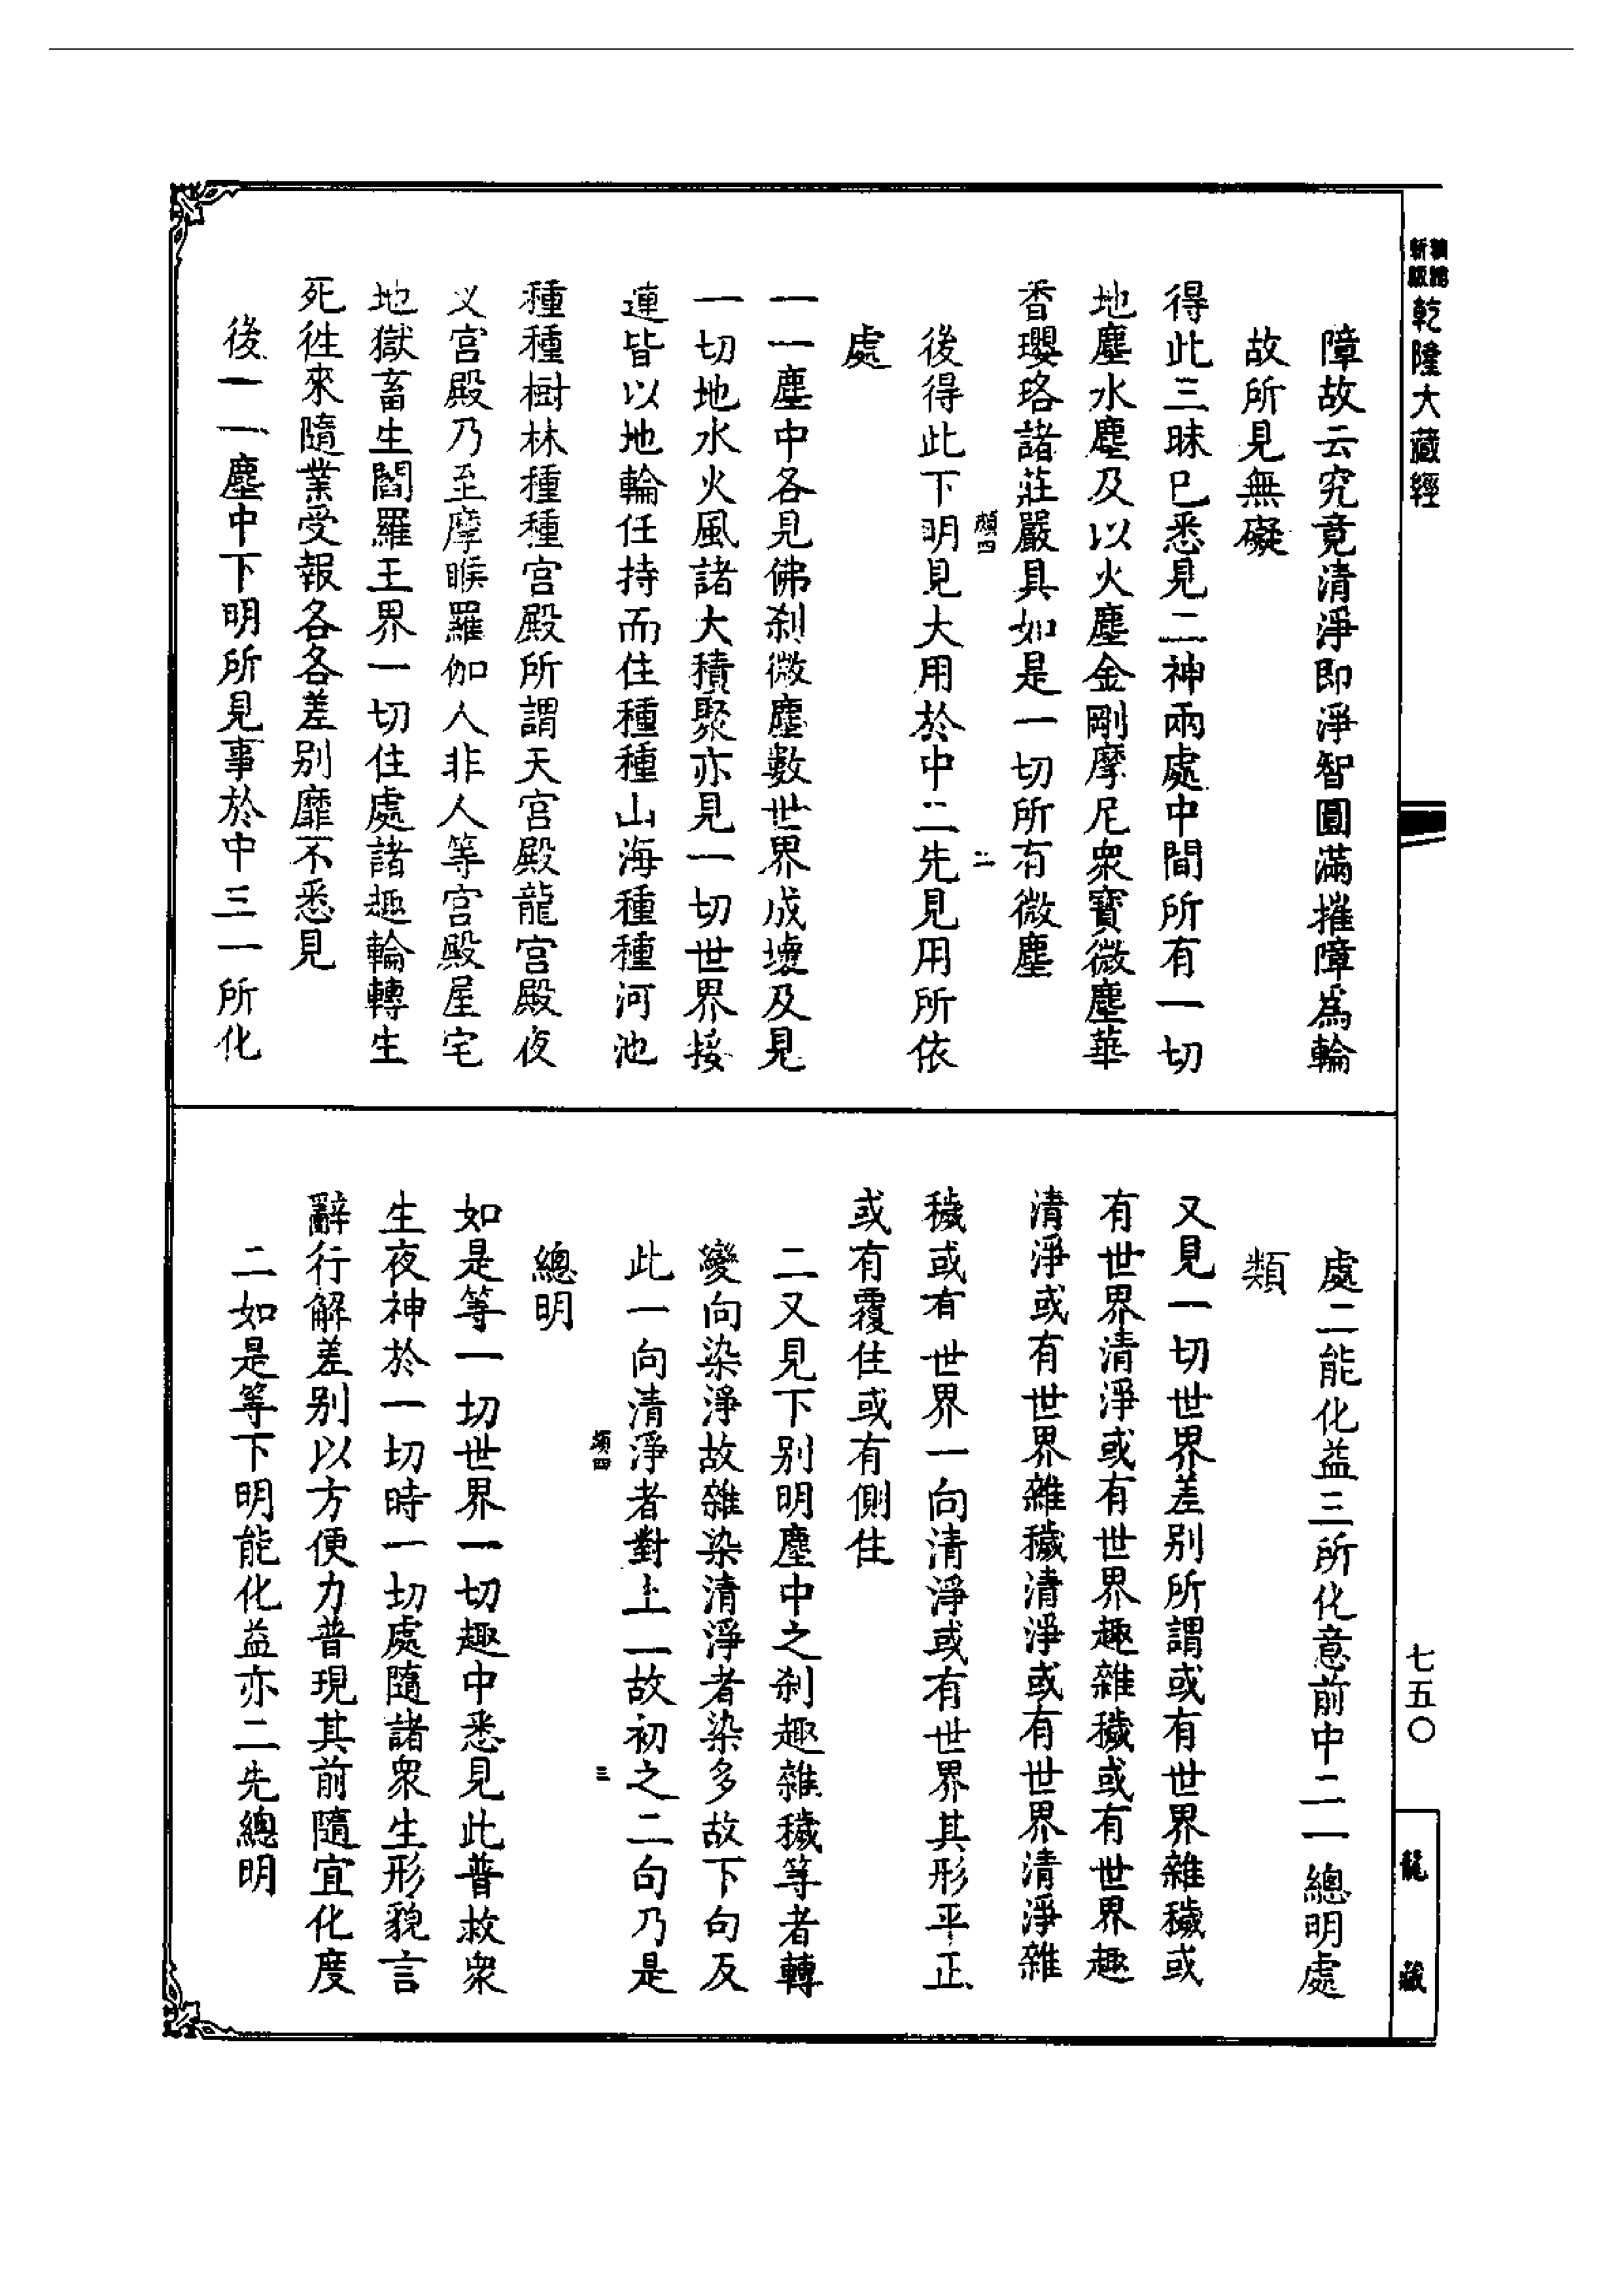 新版
乾隆大藏經
障故云究竟清淨即淨智圓滿摧障爲輪
故所見無礙
得此三昧已悉見二神兩處中間所有一切
地塵水塵及以火塵金剛摩尼衆寶微塵華
香瓔珞諸莊嚴具如是一切所有微塵
四 二
後得此下明見大用於中二先見用所依
處
一一塵中各見佛刹微塵數世界成壞及見
一切地水火風諸大積聚亦見一切世界接
連皆以地輪任持而住種種山海種種河池
種種樹林種種宫殿所謂天宫殿龍宫殿夜
义宫殿乃至摩睺羅伽人非人等宫殿屋宅
地獄畜生閻羅王界一切住處諸趣輪轉生
死徃來隨業受報各各差别靡不悉見
後一一塵中下明所見事於中三一所化
處二能化益三所化意前中二一總明處
類
又見一切世界差别所謂或有世界雜穢或
有世界清淨或有世界趣雜穢或有世界趣
清淨或有世界雜穢清淨或有世界清淨雜
穢或有世界一向清淨或有世界其形平正
或有覆住或有側住
二又見下别明塵中之刹趣雜穢等者轉
變向染淨故雜染清淨者染多故下句反
此一向清淨者對上一故初之二句乃是
四 三
總明
如是等一切世界一切趣中悉見此普救衆
生夜神於一切時一切處隨諸衆生形貌言
辭行解差别以方便力普現其前隨宜化度
二如是等下明能化益亦二先總明
七五〇
龍藏